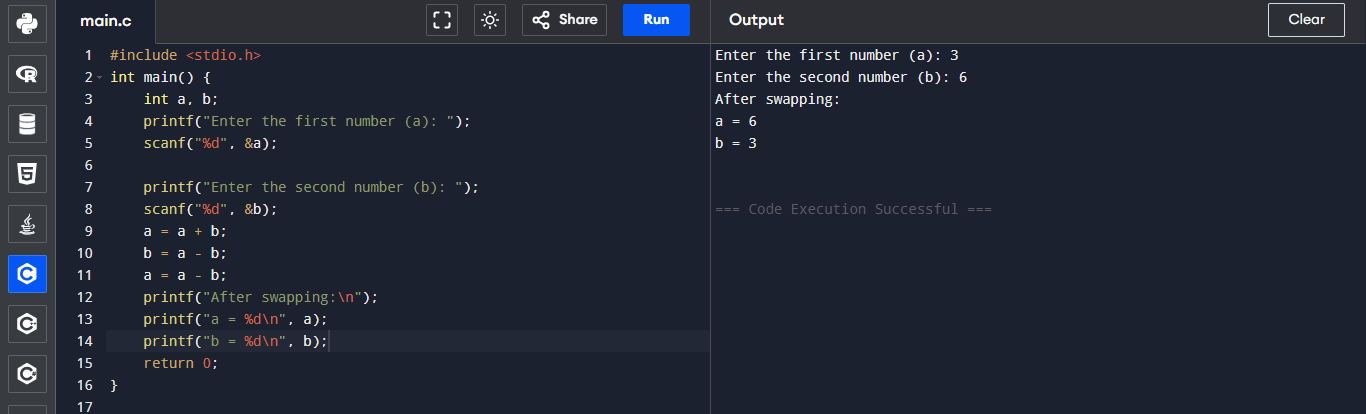 main.c
Share
Run
Output
Clear
1 #include <stdio.h>
2 int main() {
3     int a, b;
4     printf("Enter the first number (a): ");
5     scanf("%d", &a);
6
7     printf("Enter the second number (b): ");
8     scanf("%d", &b);
9     a = a + b;
10     b = a - b;
11     a = a - b;
12     printf("After swapping:\n");
13     printf("a = %d\n", a);
14     printf("b = %d\n", b);
15     return 0;
16 }
17
Enter the first number (a): 3
Enter the second number (b): 6
After swapping:
a = 6
b = 3
=== Code Execution Successful ===